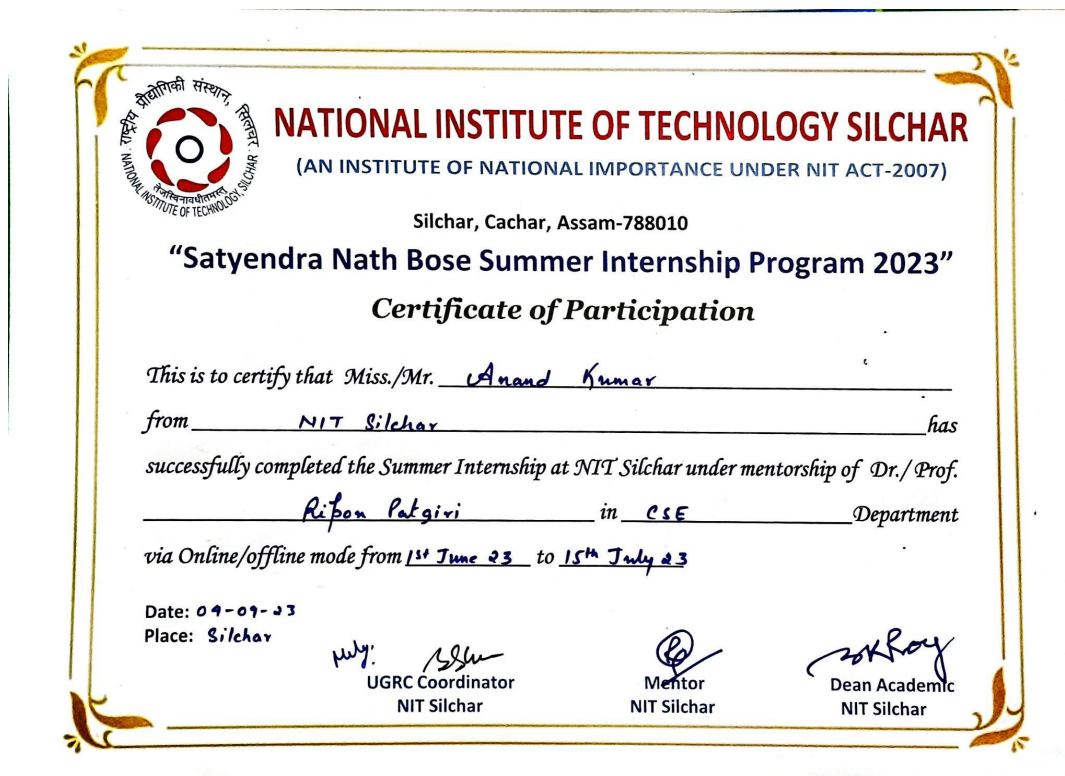 राष्ट्रीय प्रौद्योगिकी संस्थान, सिलचर
NATIONAL INSTITUTE OF TECHNOLOGY, SILCHAR
तेजस्विनावधीतमस्तु
NATIONAL INSTITUTE OF TECHNOLOGY SILCHAR
(AN INSTITUTE OF NATIONAL IMPORTANCE UNDER NIT ACT-2007)
Silchar, Cachar, Assam-788010
“Satyendra Nath Bose Summer Internship Program 2023”
Certificate of Participation
This is to certify that Miss./Mr. Anand Kumar
from NIT Silchar has
successfully completed the Summer Internship at NIT Silchar under mentorship of Dr./Prof.
Ripon Patgiri in CSE Department
via Online/offline mode from 1st June 23 to 15th July 23
Date: 04-09-23
Place: Silchar
UGRC Coordinator Mentor Dean Academic
NIT Silchar NIT Silchar NIT Silchar